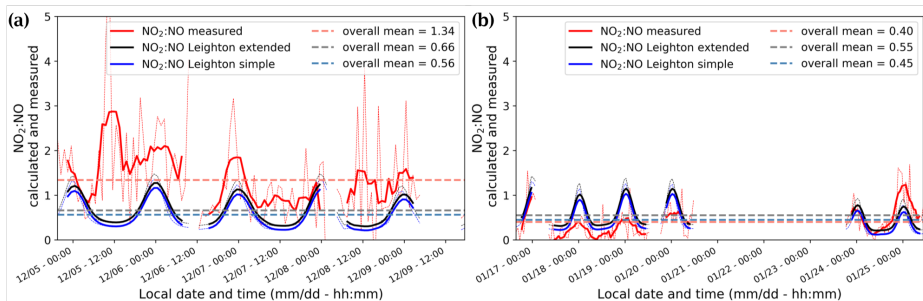 (a)
NO2:NO measured
NO2:NO Leighton extended
NO2:NO Leighton simple
overall mean = 1.34
overall mean = 0.66
overall mean = 0.56
NO2:NO
calculated and measured
5
4
3
2
1
0
12/05 - 00:00
12/05 - 12:00
12/06 - 00:00
12/06 - 12:00
12/07 - 00:00
12/07 - 12:00
12/08 - 00:00
12/08 - 12:00
12/09 - 00:00
12/09 - 12:00
Local date and time (mm/dd - hh:mm)
(b)
NO2:NO measured
NO2:NO Leighton extended
NO2:NO Leighton simple
overall mean = 0.40
overall mean = 0.55
overall mean = 0.45
NO2:NO
calculated and measured
5
4
3
2
1
0
01/17 - 00:00
01/18 - 00:00
01/19 - 00:00
01/20 - 00:00
01/21 - 00:00
01/22 - 00:00
01/23 - 00:00
01/24 - 00:00
01/25 - 00:00
Local date and time (mm/dd - hh:mm)